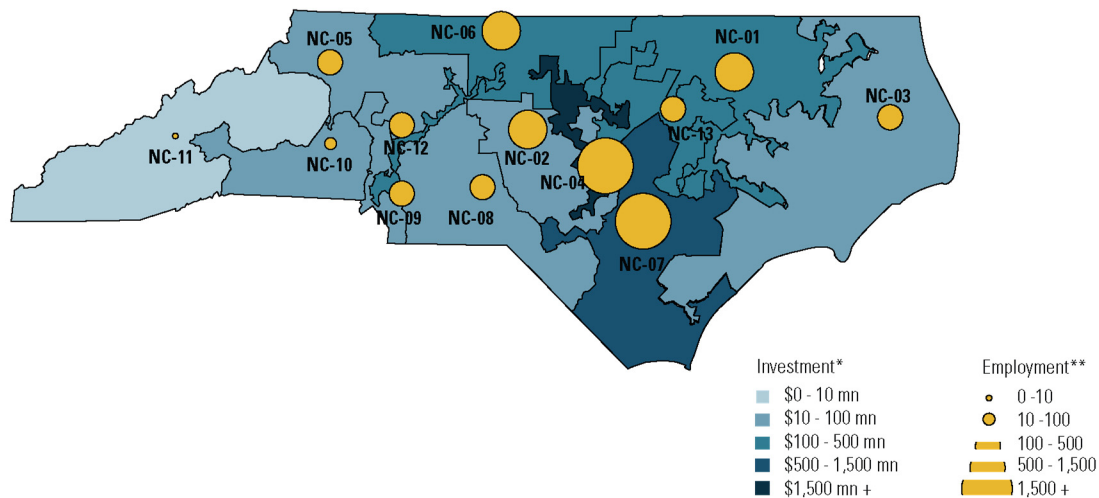 NC-05
NC-06
NC-01
NC-03
NC-11
NC-10
NC-12
NC-02
NC-13
NC-04
NC-09
NC-08
NC-07
Investment*
$0 - 10 mn
$10 - 100 mn
$100 - 500 mn
$500 - 1,500 mn
$1,500 mn +
Employment**
0 -10
10 -100
100 - 500
500 - 1,500
1,500 +